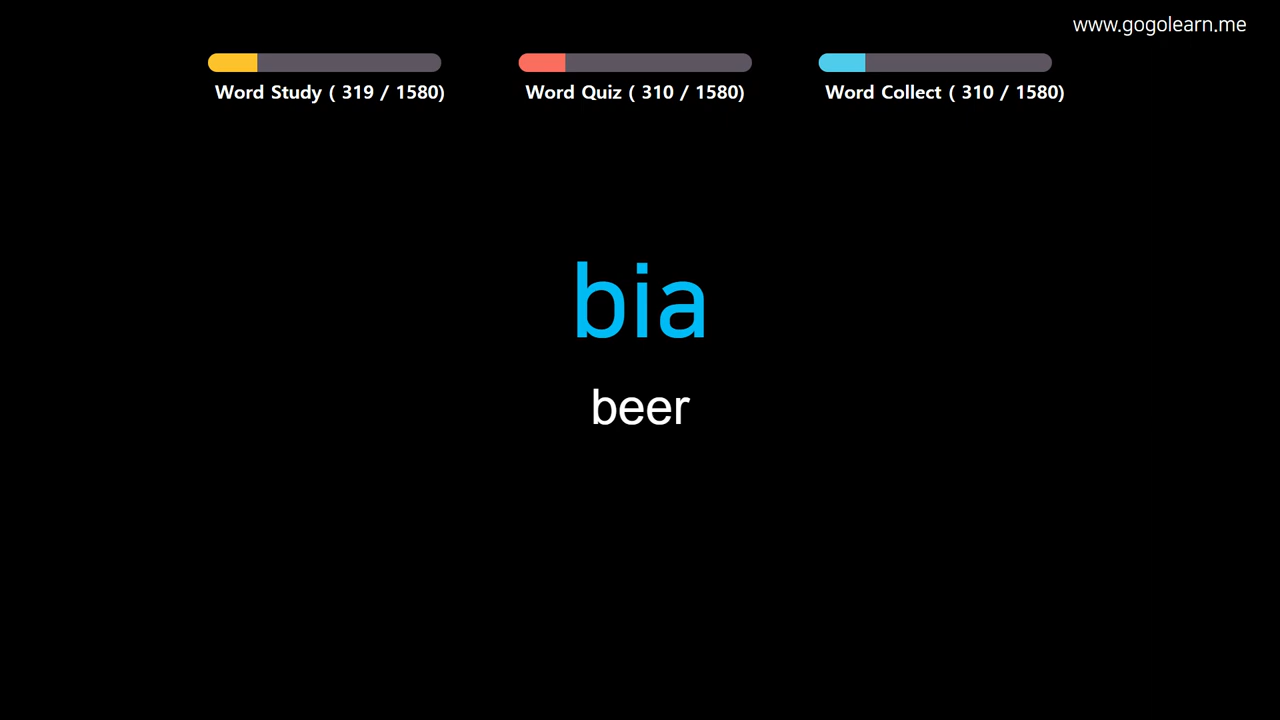 www.gogolearn.me
Word Study ( 319 / 1580)
Word Quiz ( 310 / 1580)
Word Collect ( 310 / 1580)
bia
beer